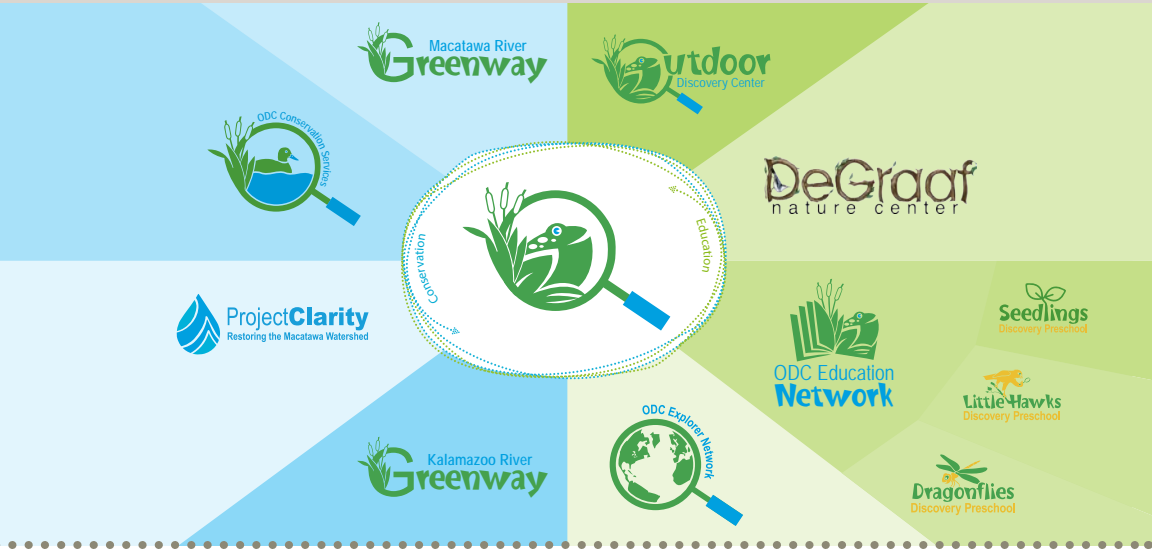 Macatawa River
Greenway
Outdoor
Discovery Center
ODC Conservation Services
DeGraaf
nature center
Conservation
Education
ProjectClarity
Restoring the Macatawa Watershed
ODC Education
Network
Seedlings
Discovery Preschool
Little Hawks
Discovery Preschool
Dragonflies
Discovery Preschool
Kalamazoo River
Greenway
ODC Explorer Network